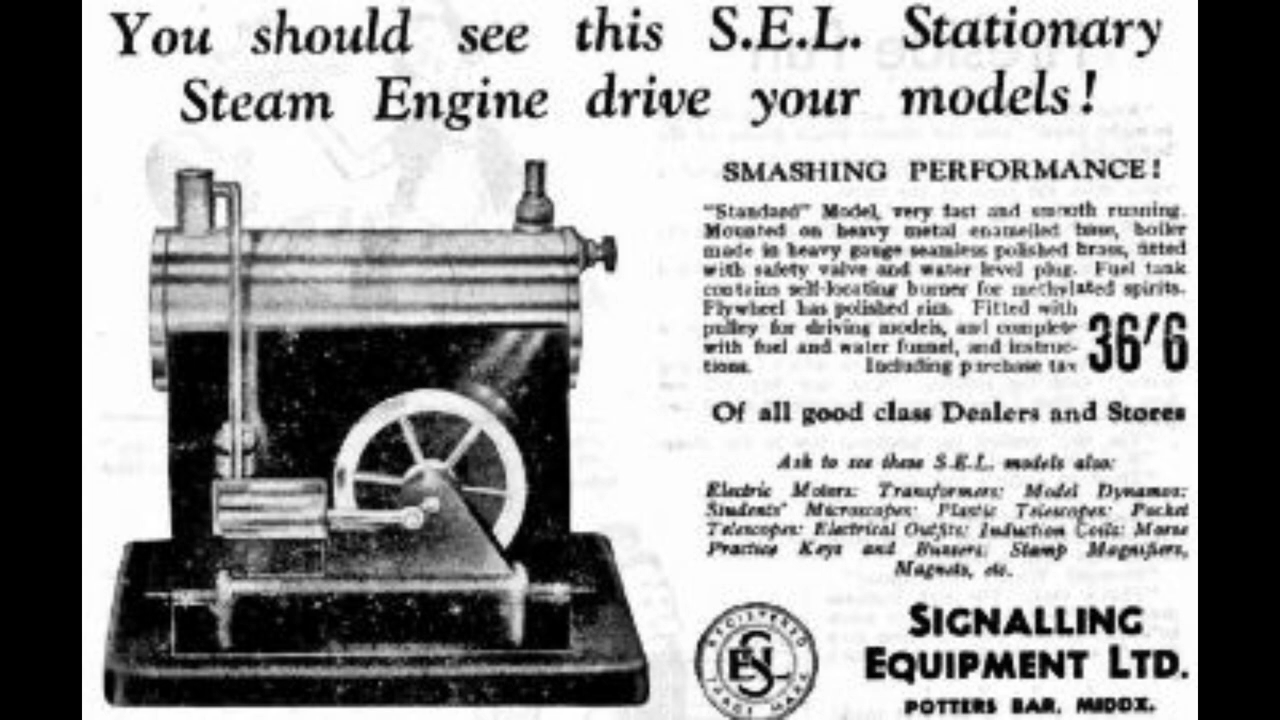 You should see this S.E.L. Stationary
Steam Engine drive your models!
SMASHING PERFORMANCE!
"Standard" Model, very fast and smooth running.
Mounted on heavy metal enamelled base, boiler
made in heavy gauge seamless polished brass, fitted
with safety valve and water level plug. Fuel tank
contains self-locating burner for methylated spirits.
Flywheel has polished rim. Fitted with
pulley for driving models, and complete
with fuel and water funnel, and instruc-
tions. Including purchase tax
36/6
Of all good class Dealers and Stores
Ask to see these S.E.L. models also:
Electric Motors: Transformers: Model Dynamos:
Students' Microscopes: Plastic Telescopes: Pocket
Telescopes: Electrical Outfits: Induction Coils: Morse
Practice Keys and Buzzers: Stamp Magnifiers,
Magnets, etc.
REGISTERED
SEL
TRADE MARK
SIGNALLING
EQUIPMENT LTD.
POTTERS BAR, MIDDX.